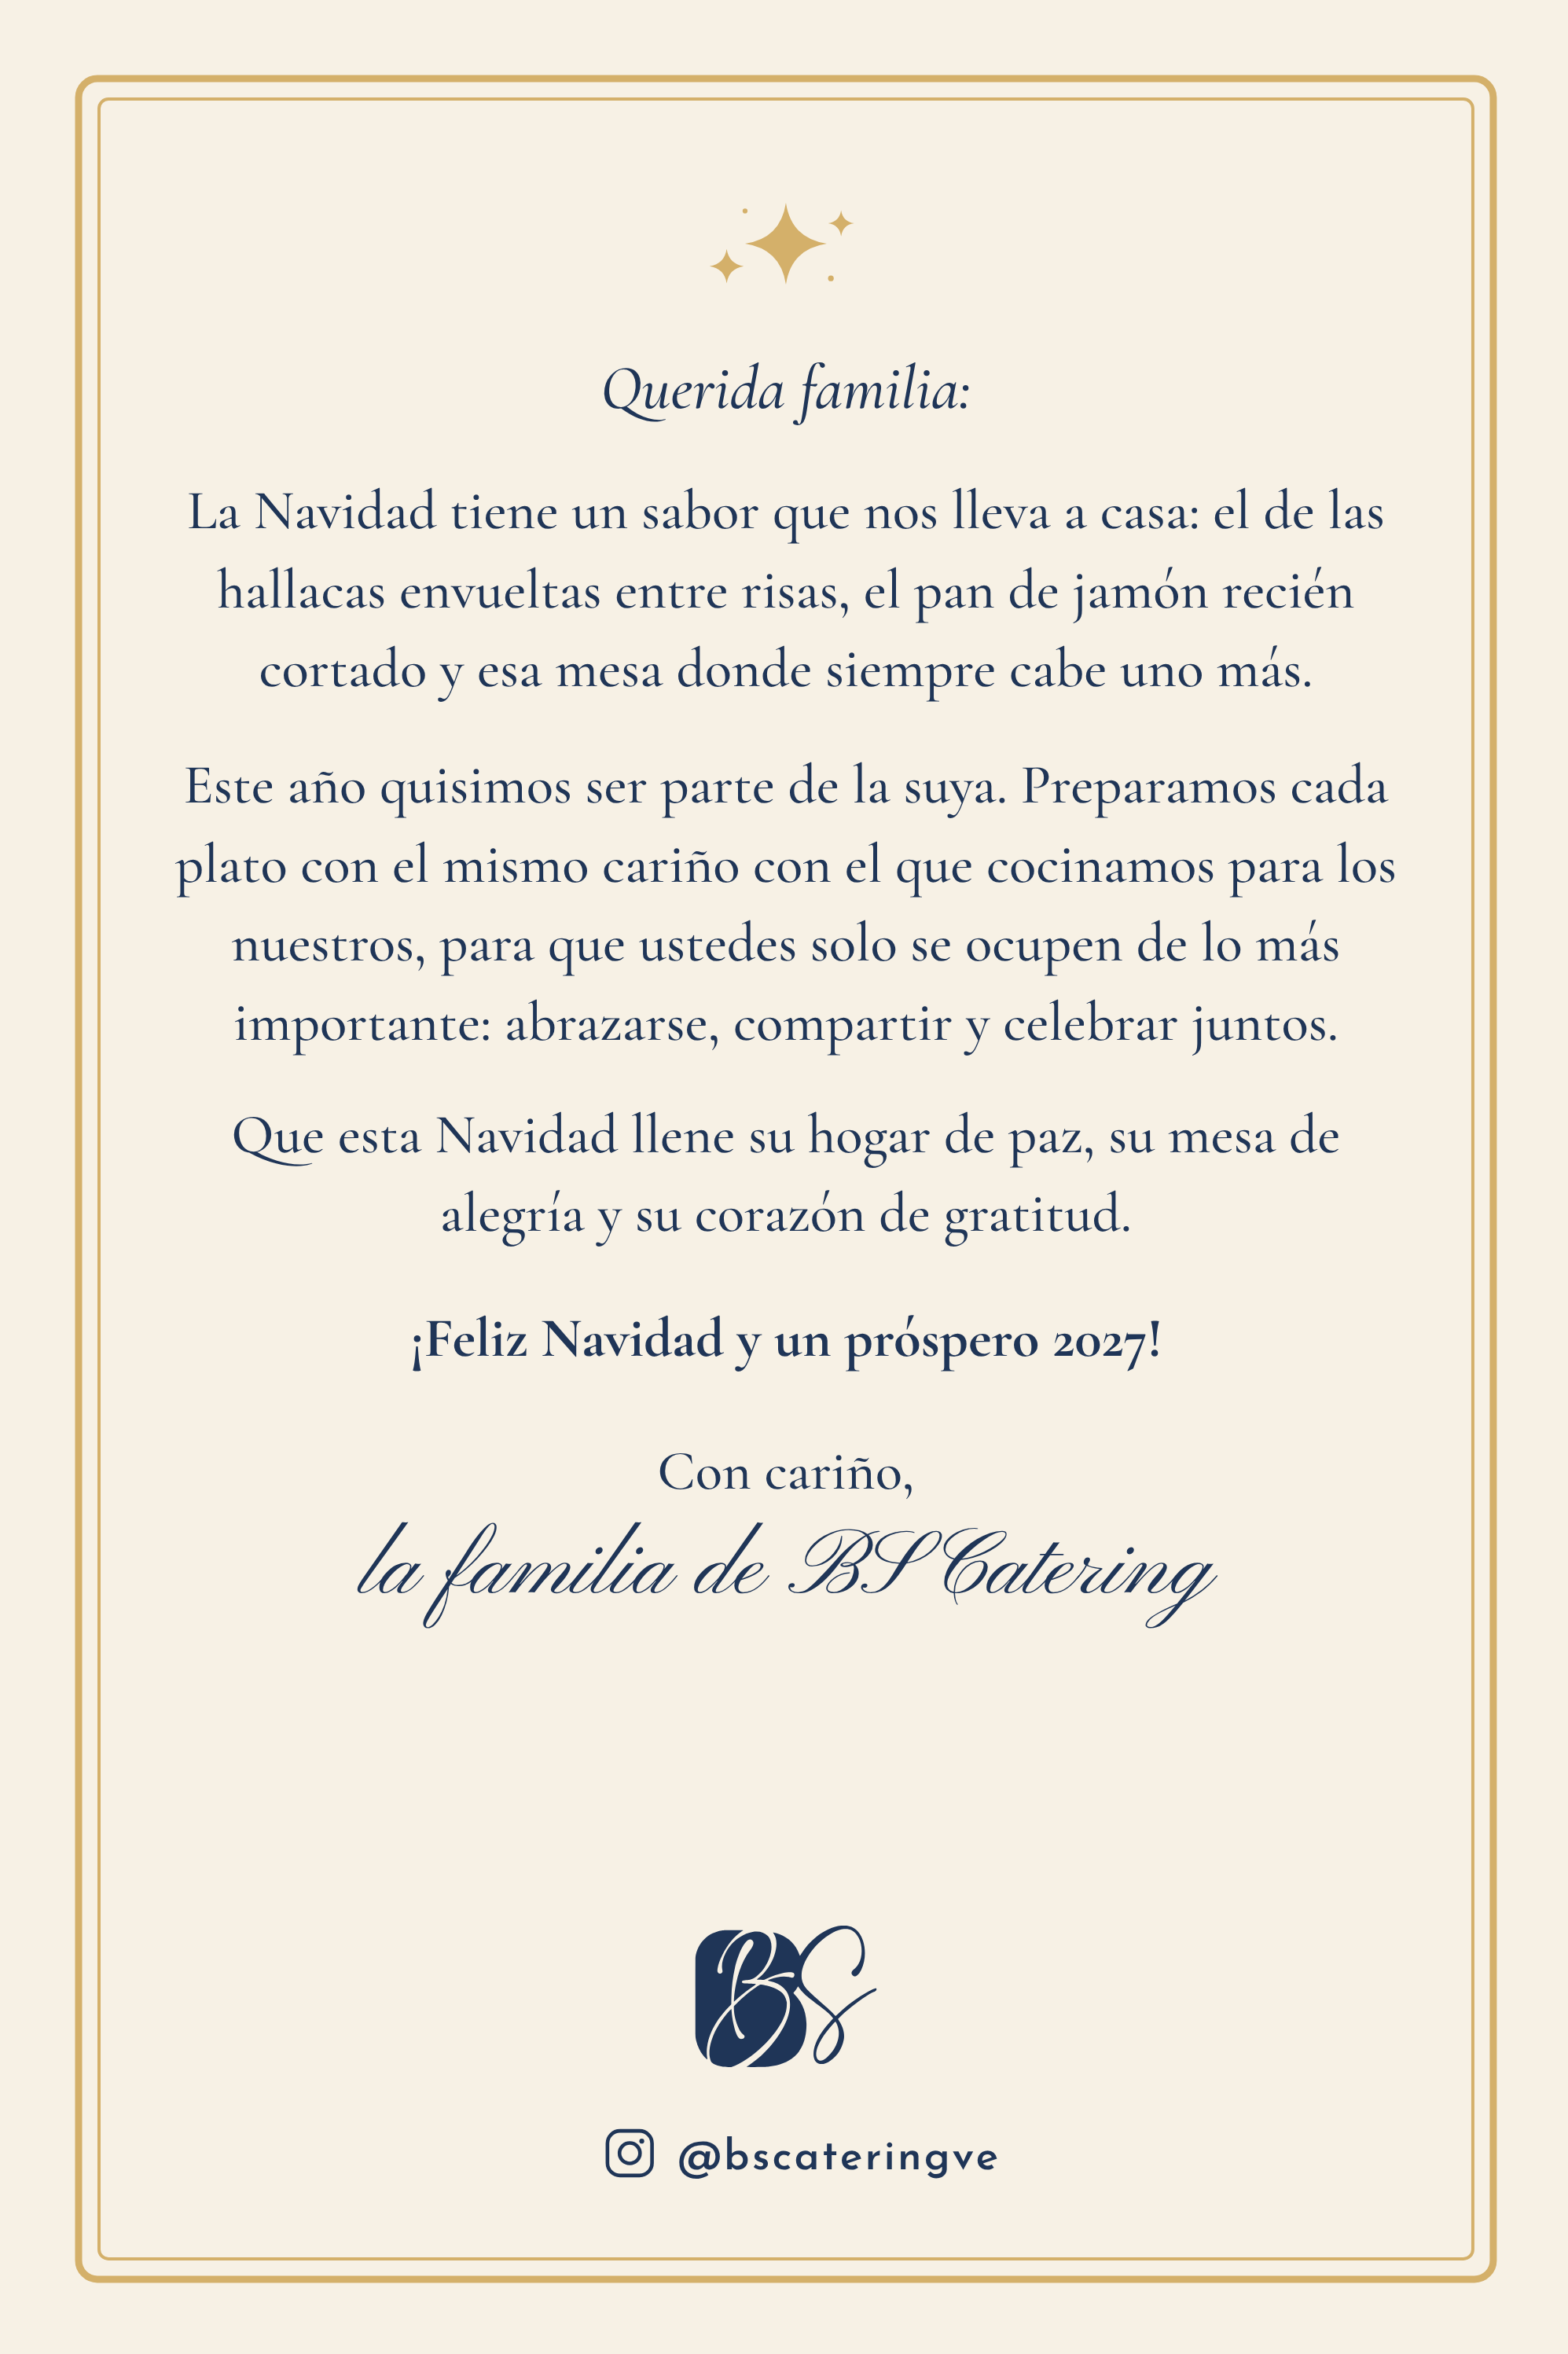 Querida familia:
La Navidad tiene un sabor que nos lleva a casa: el de las
hallacas envueltas entre risas, el pan de jamón recién
cortado y esa mesa donde siempre cabe uno más.
Este año quisimos ser parte de la suya. Preparamos cada
plato con el mismo cariño con el que cocinamos para los
nuestros, para que ustedes solo se ocupen de lo más
importante: abrazarse, compartir y celebrar juntos.
Que esta Navidad llene su hogar de paz, su mesa de
alegría y su corazón de gratitud.
¡Feliz Navidad y un próspero 2027!
Con cariño,
la familia de BS Catering
BS
@bscateringve